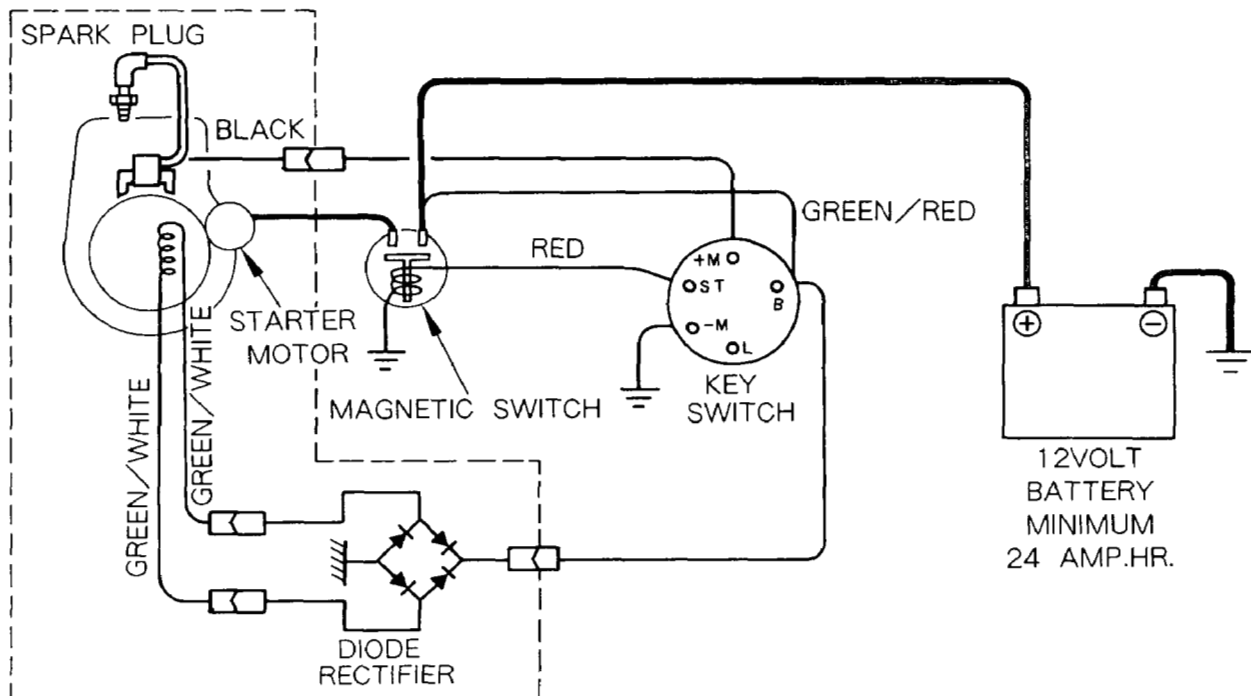 SPARK PLUG
BLACK
GREEN/RED
RED
+M
ST
B
-M
L
STARTER
MOTOR
MAGNETIC SWITCH
KEY
SWITCH
+
−
12VOLT
BATTERY
MINIMUM
24 AMP.HR.
GREEN/WHITE
GREEN/WHITE
DIODE
RECTIFIER